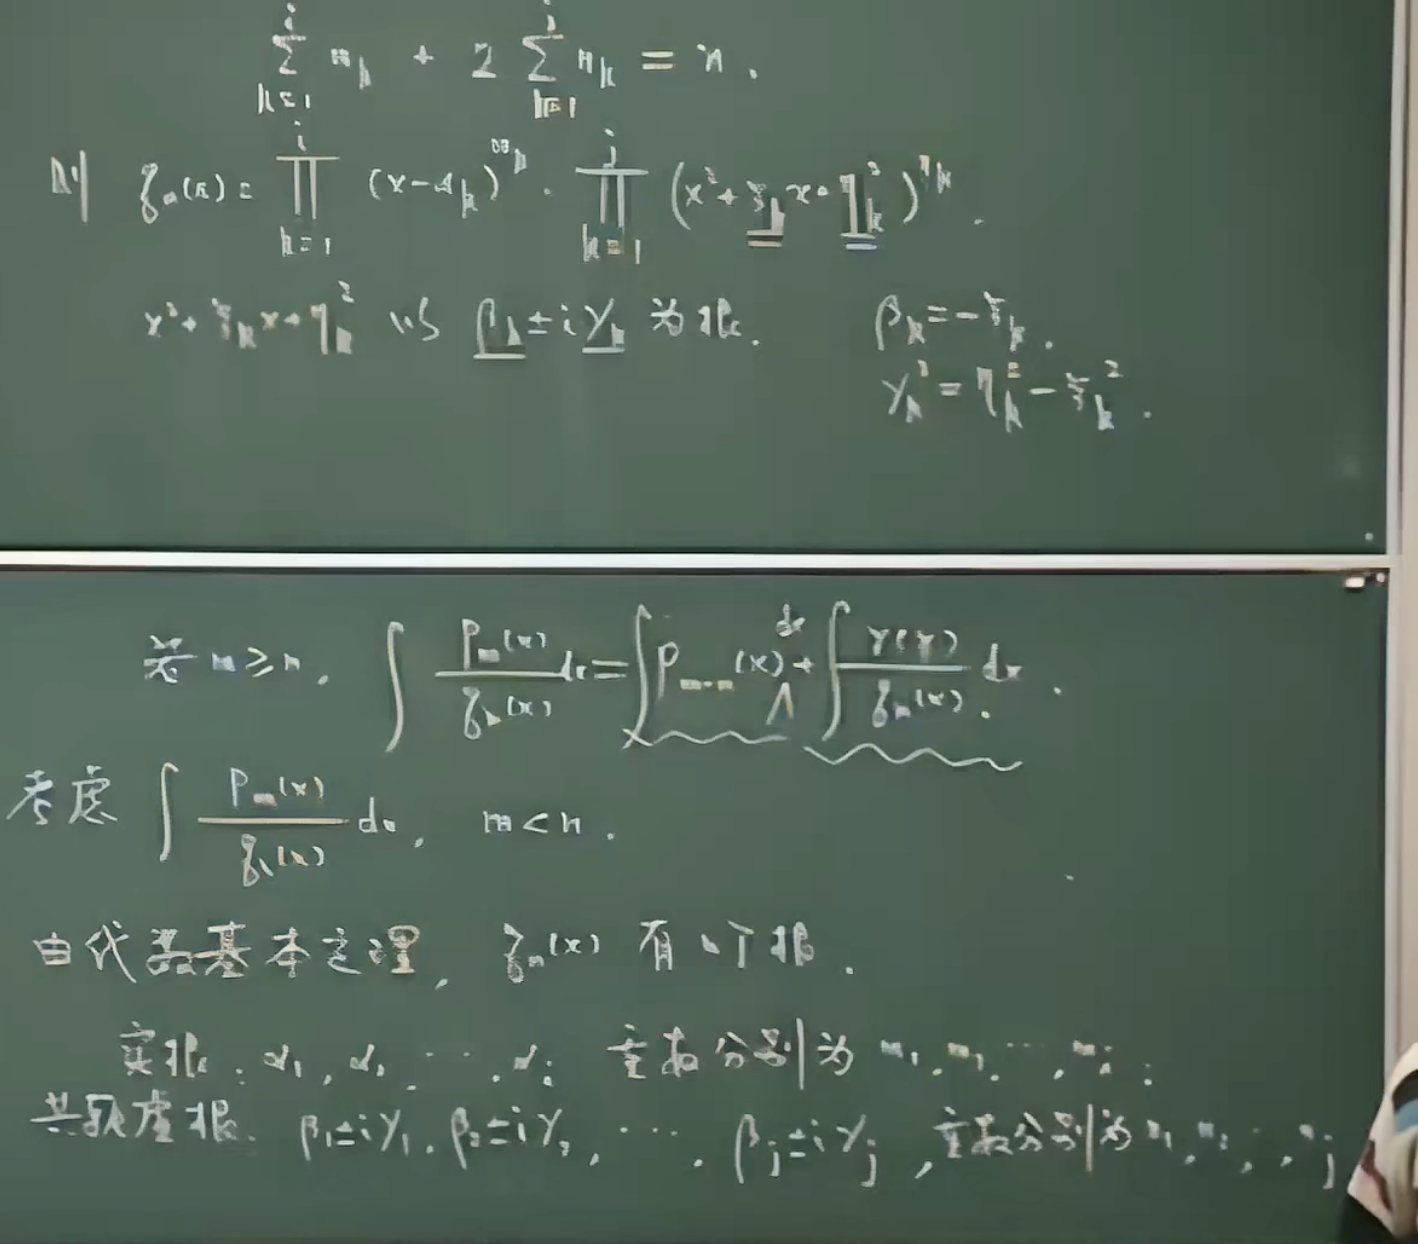 $\sum_{k=1}^{i} m_k + 2 \sum_{k=1}^{j} n_k = n.$
则 $q_n(x) = \prod_{k=1}^{i} (x-\alpha_k)^{m_k} \cdot \prod_{k=1}^{j} (x^2 + \xi_k x + \eta_k^2)^{n_k}.$
$x^2 + \xi_k x + \eta_k^2$ 以 $\beta_k \pm i\gamma_k$ 为根. $\beta_k = -\xi_k.$
$\gamma_k^2 = \eta_k^2 - \xi_k^2.$
若 $m \geq n.$ $\int \frac{p_m(x)}{q_n(x)} dx = \int p_{m-n}(x) dx + \int \frac{r(x)}{q_n(x)} dx.$
考虑 $\int \frac{p_m(x)}{q_n(x)} dx,$ $m < n.$
由代数基本定理, $q_n(x)$ 有 n 个根.
实根: $\alpha_1, \alpha_2, \cdots, \alpha_i$ 重数分别为 $m_1, m_2, \cdots, m_i;$
共轭虚根. $\beta_1 \pm i\gamma_1, \beta_2 \pm i\gamma_2, \cdots, \beta_j \pm i\gamma_j$, 重数分别为 $n_1, n_2, \cdots, n_j$